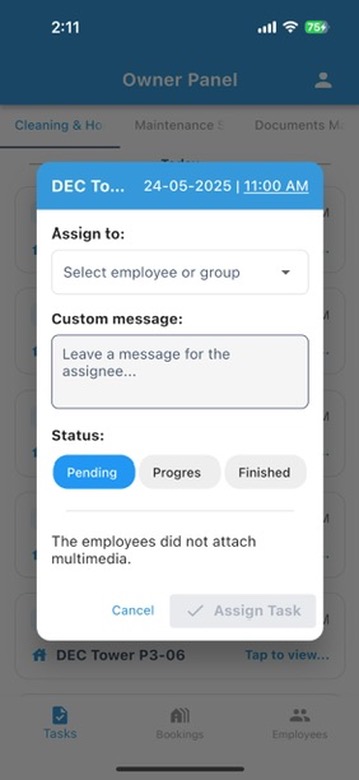 2:11
75
Owner Panel
Cleaning & Ho
Maintenance S
Documents Ma
Today
DEC To... 24-05-2025 | 11:00 AM
Assign to:
Select employee or group
Custom message:
Leave a message for the
assignee...
Status:
Pending Progres Finished
The employees did not attach
multimedia.
Cancel Assign Task
DEC Tower P3-06 Tap to view...
Tasks Bookings Employees